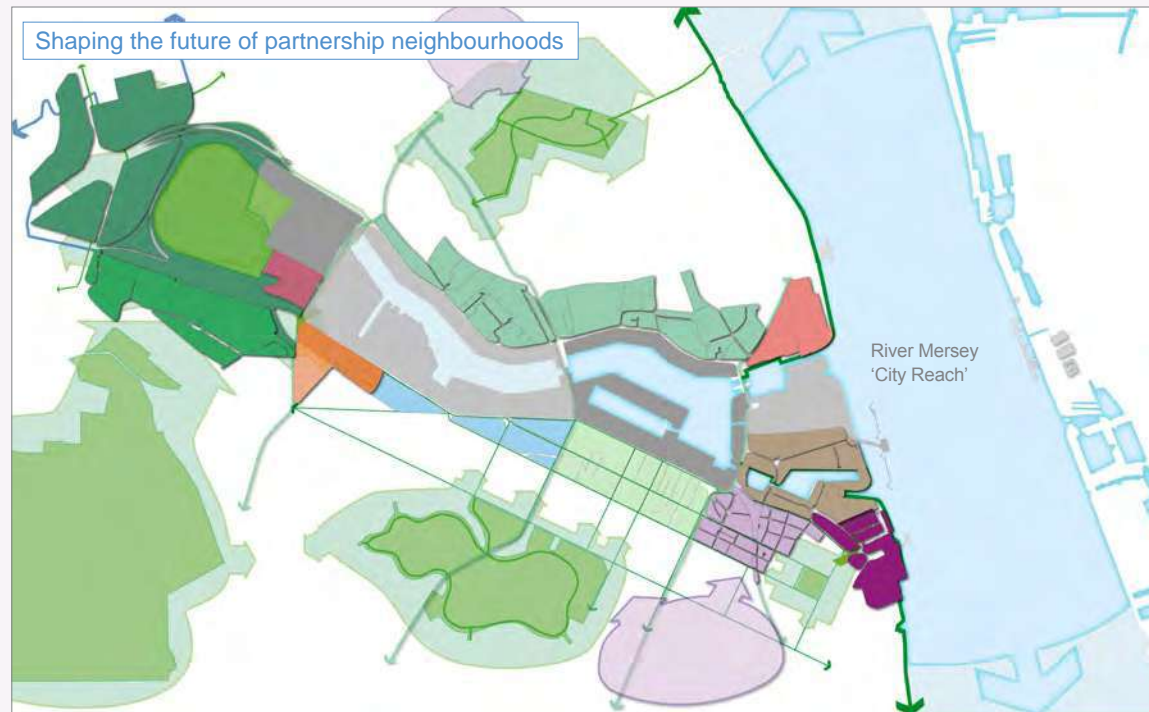 Shaping the future of partnership neighbourhoods
River Mersey
‘City Reach’